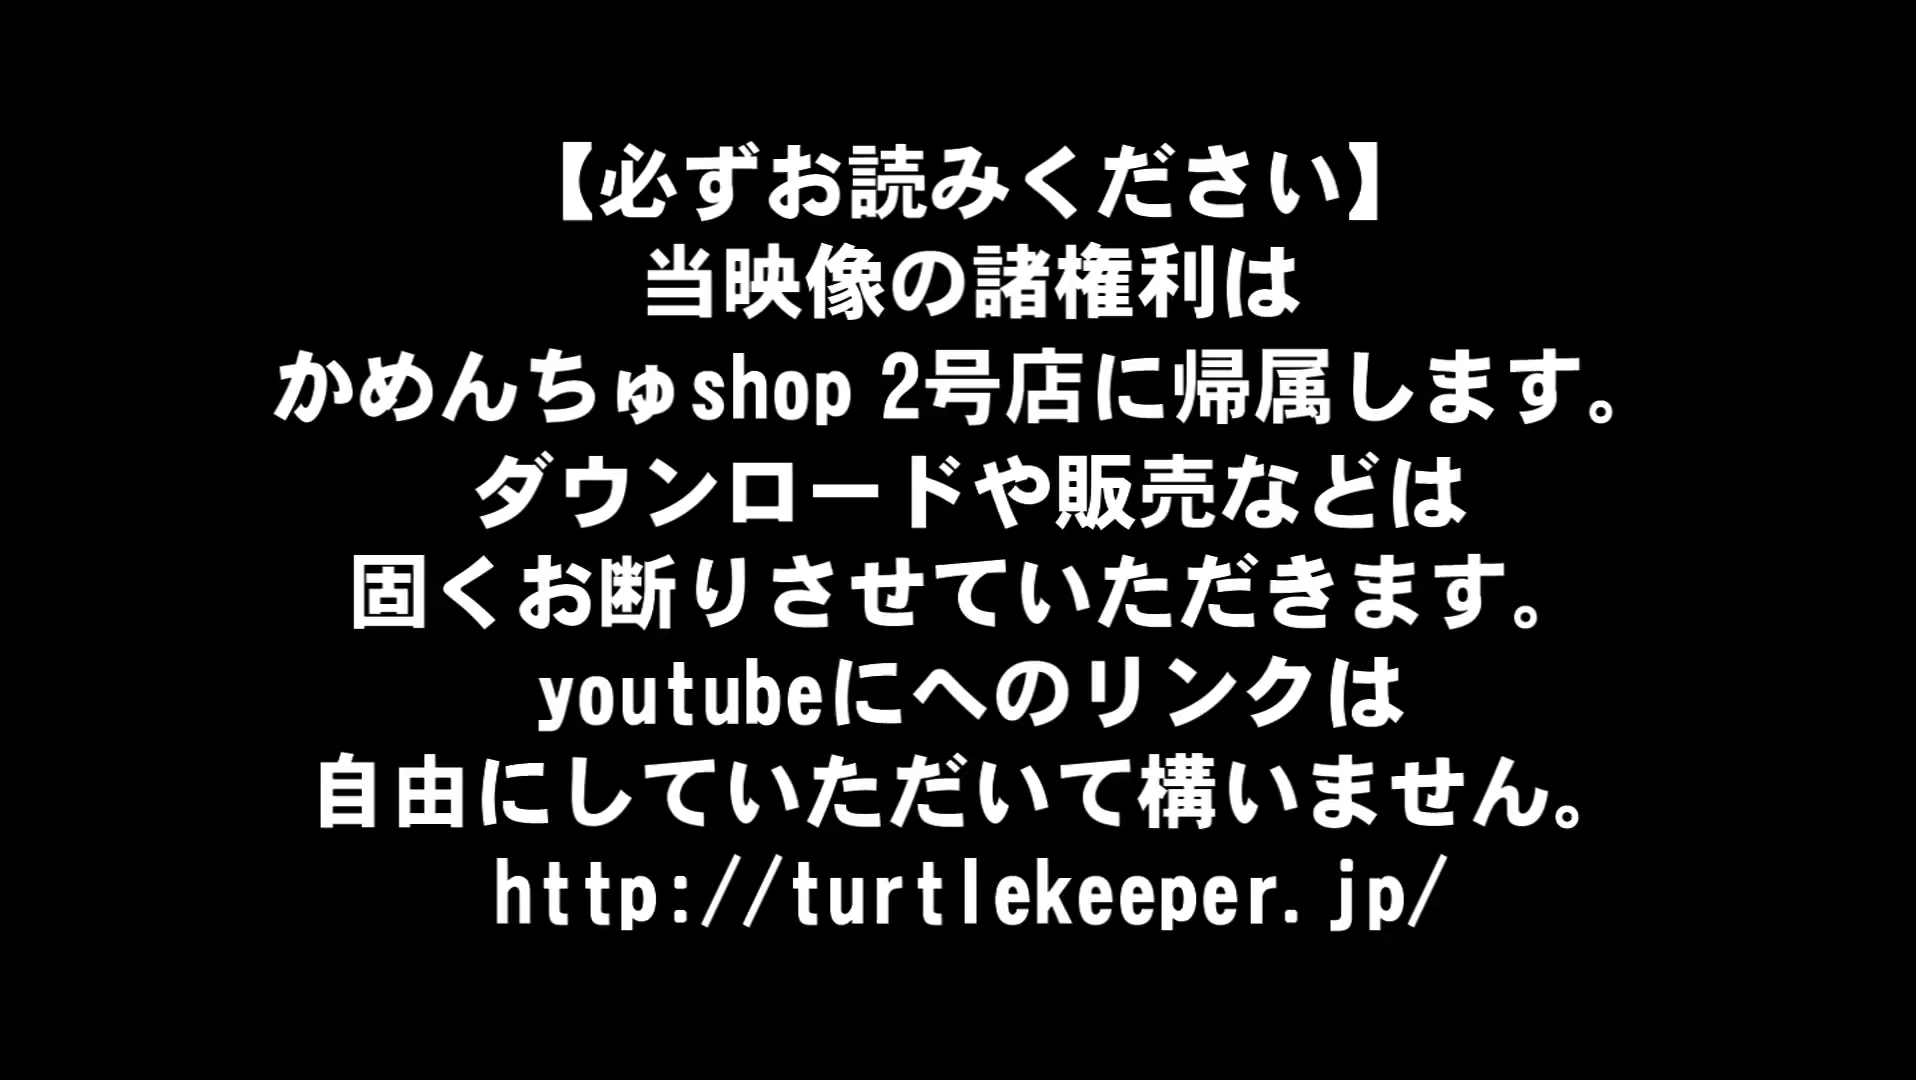 【必ずお読みください】
当映像の諸権利は
かめんちゅshop 2号店に帰属します。
ダウンロードや販売などは
固くお断りさせていただきます。
youtubeにへのリンクは
自由にしていただいて構いません。
http://turtlekeeper.jp/